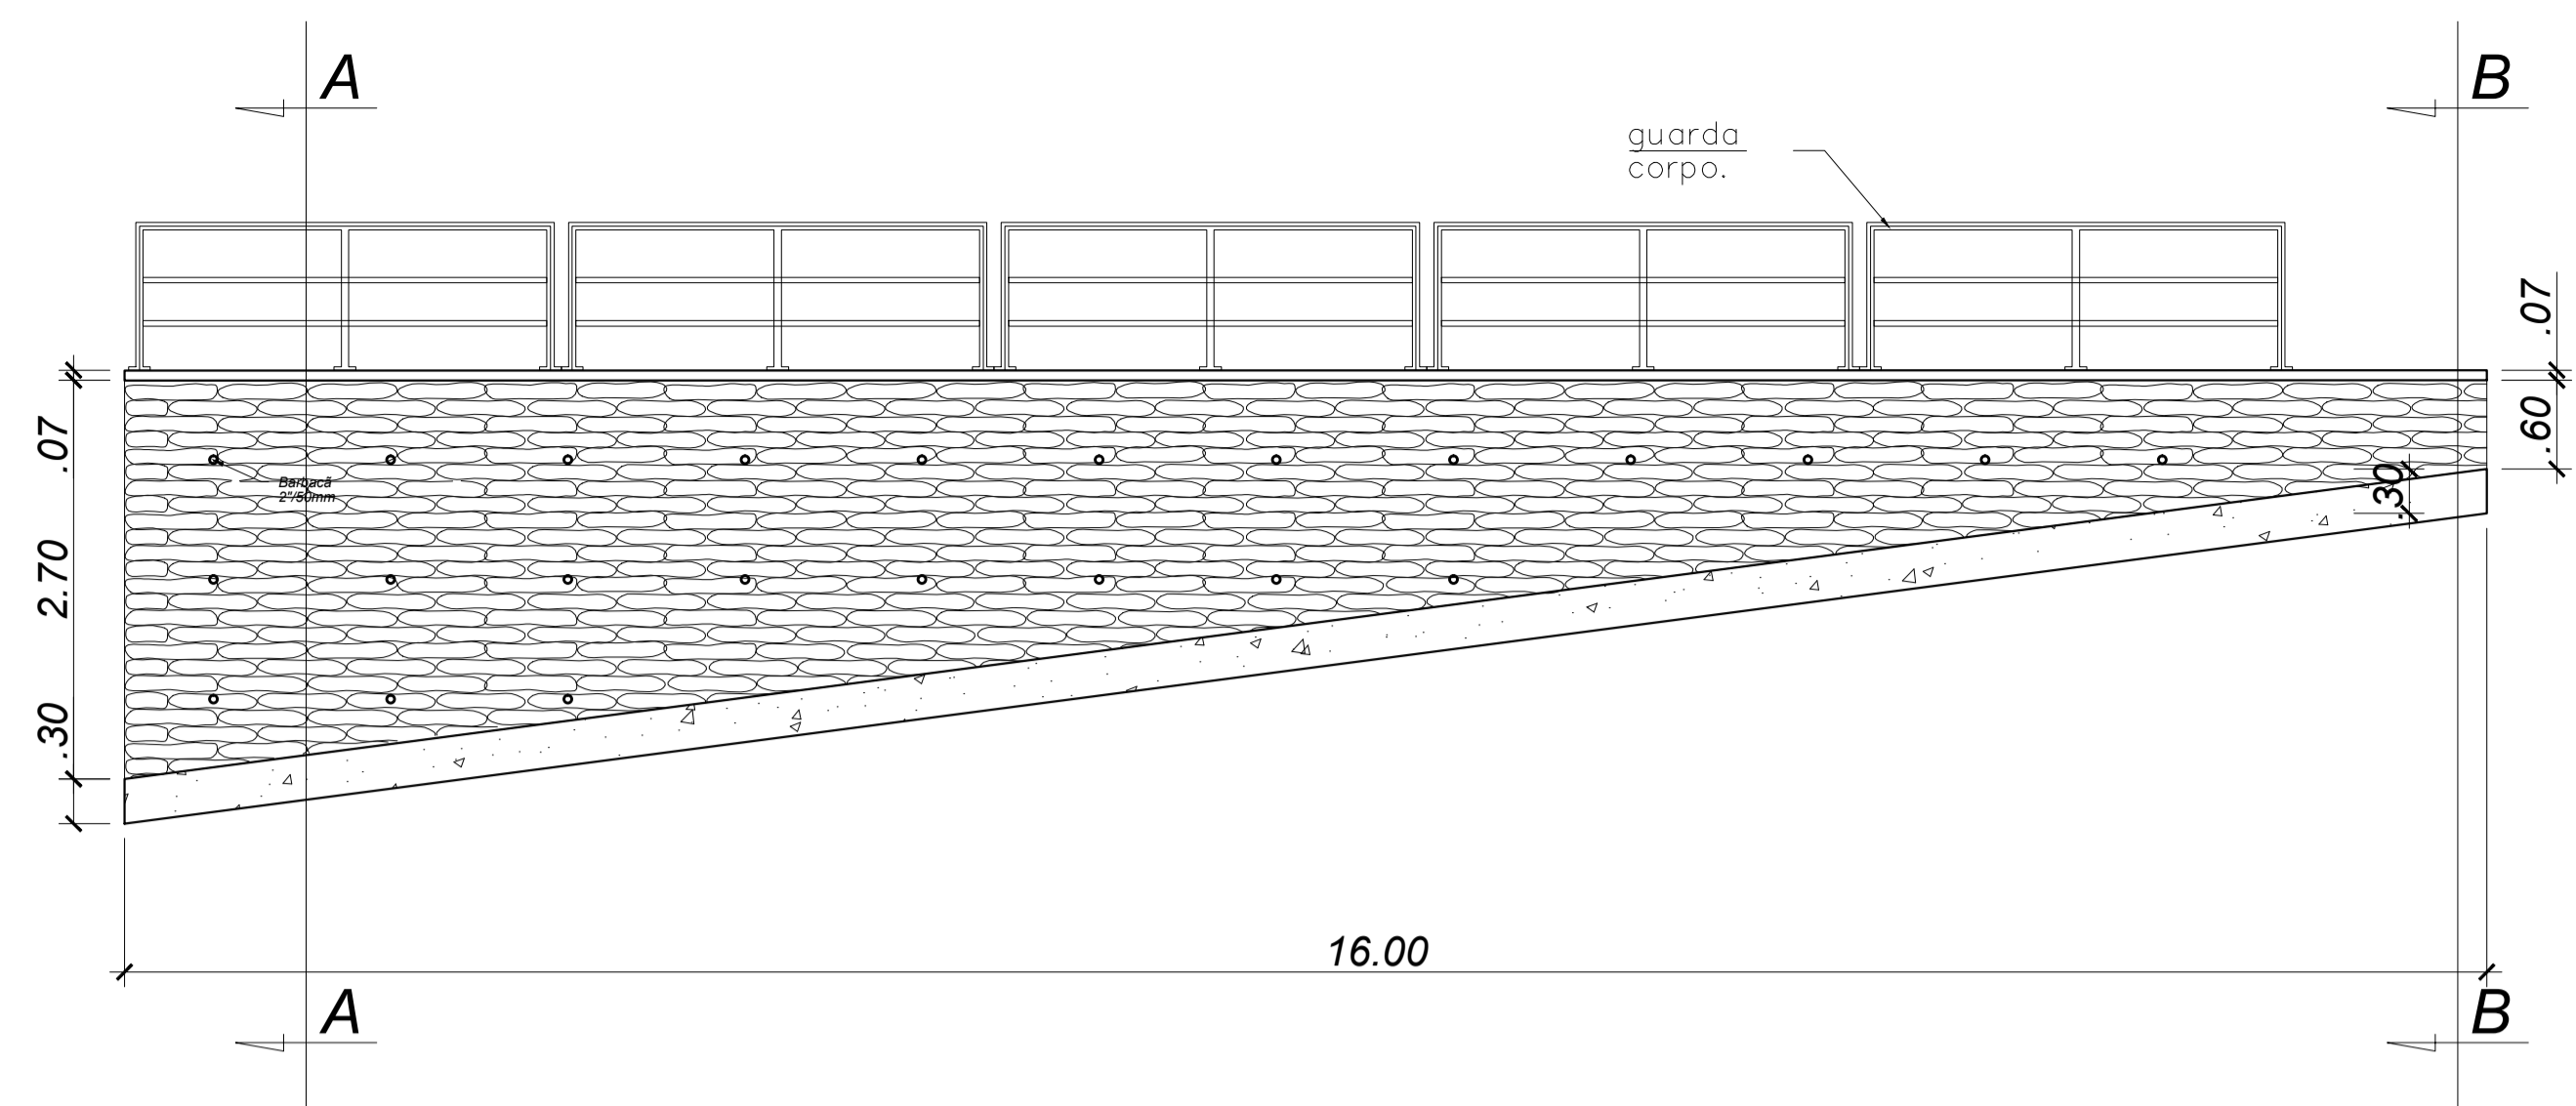 A
B
guarda
corpo.
.07
.07
.60
.30
Barbacã
2"/50mm
2.70
.30
16.00
A
B